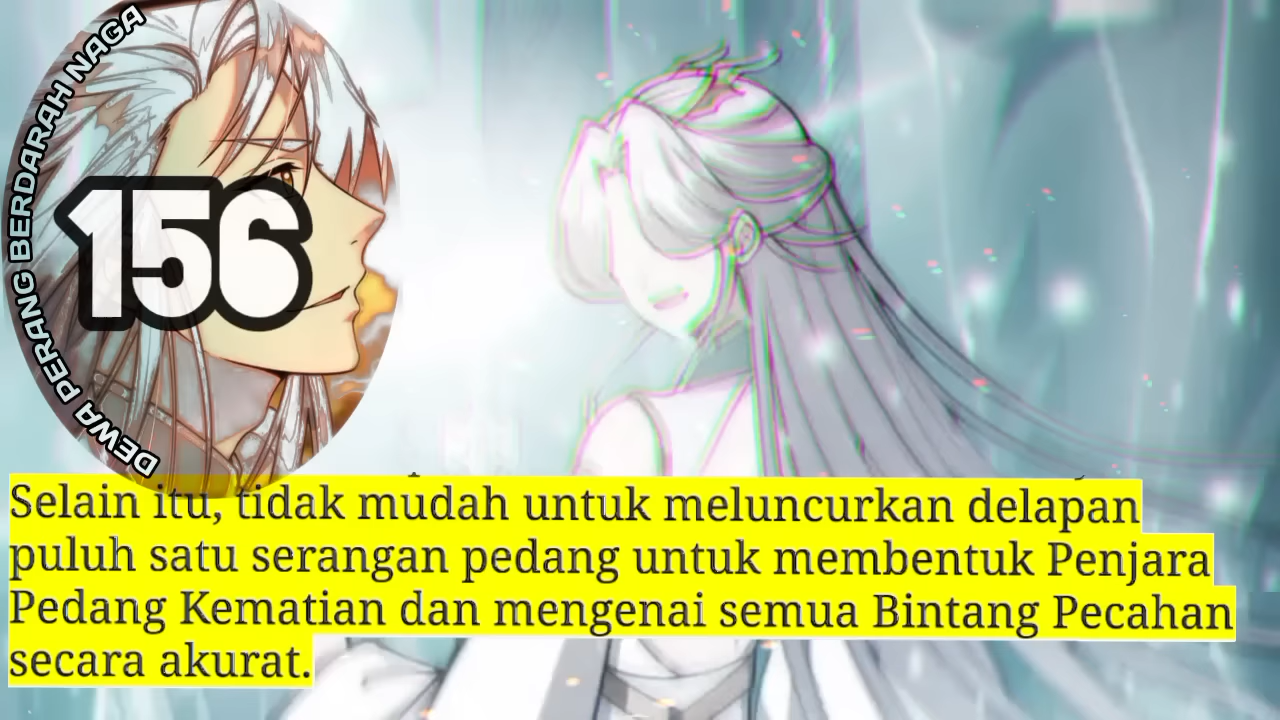 DEWA PERANG BERDARAH NAGA
156
Selain itu, tidak mudah untuk meluncurkan delapan
puluh satu serangan pedang untuk membentuk Penjara
Pedang Kematian dan mengenai semua Bintang Pecahan
secara akurat.